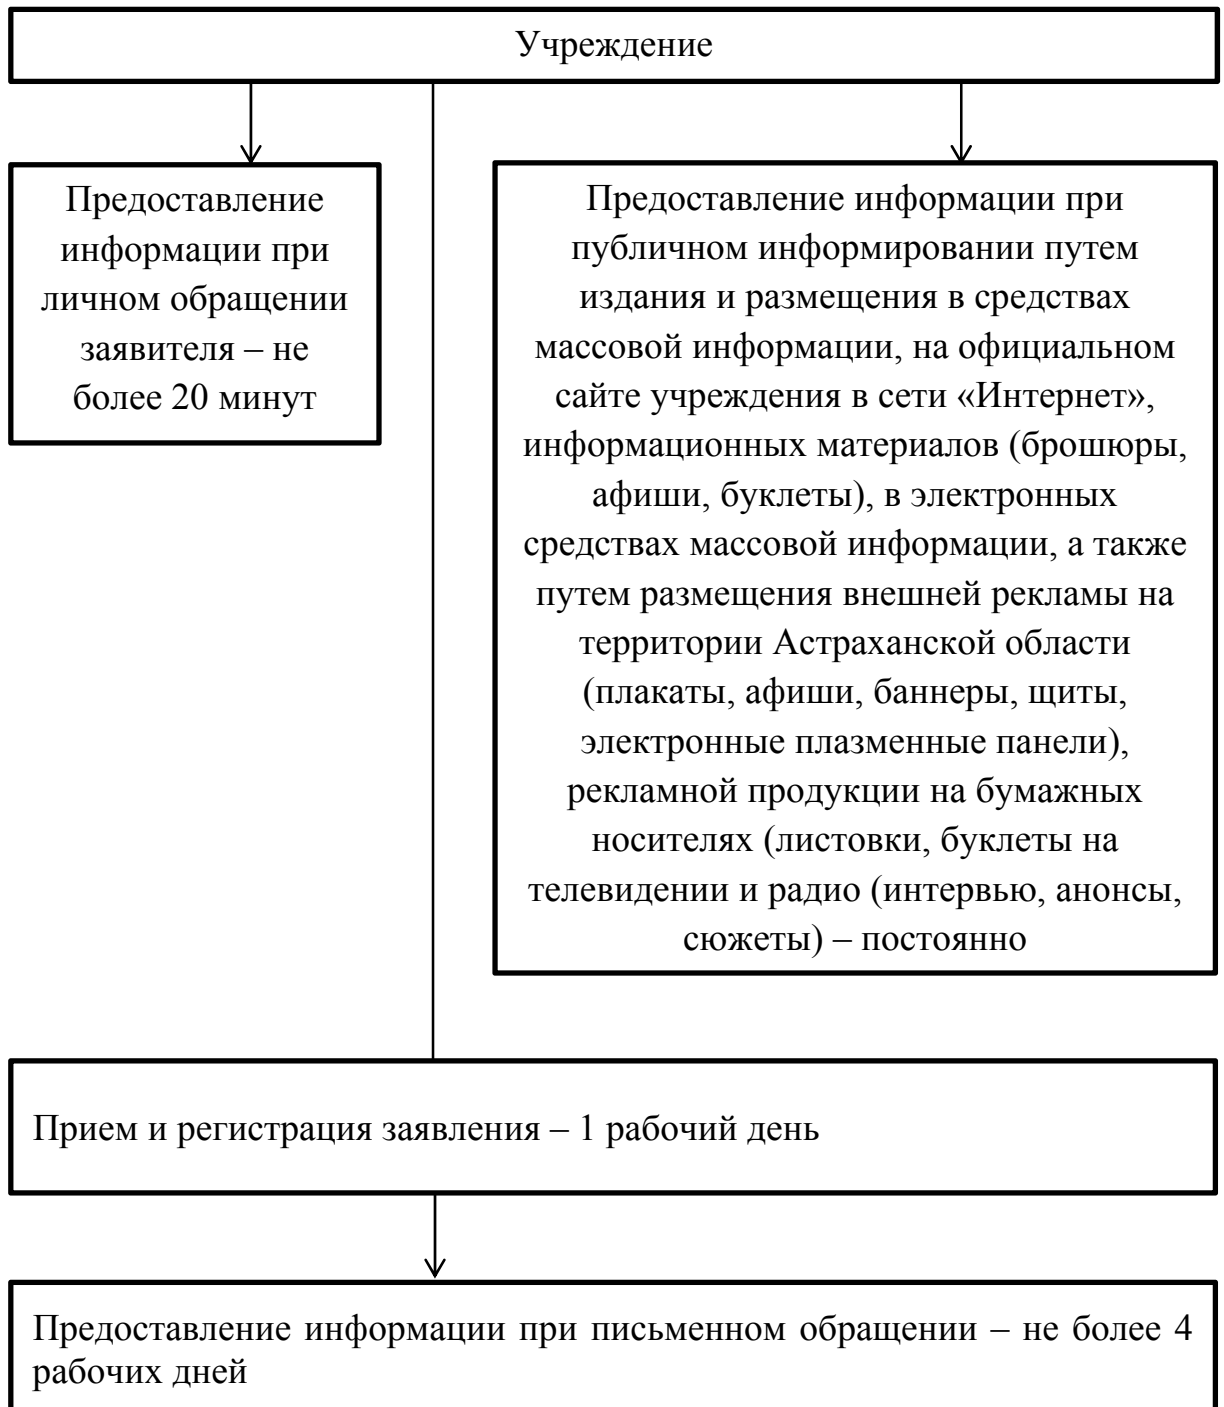 Учреждение
Предоставление
информации при
личном обращении
заявителя – не
более 20 минут
Предоставление информации при
публичном информировании путем
издания и размещения в средствах
массовой информации, на официальном
сайте учреждения в сети «Интернет»,
информационных материалов (брошюры,
афиши, буклеты), в электронных
средствах массовой информации, а также
путем размещения внешней рекламы на
территории Астраханской области
(плакаты, афиши, баннеры, щиты,
электронные плазменные панели),
рекламной продукции на бумажных
носителях (листовки, буклеты на
телевидении и радио (интервью, анонсы,
сюжеты) – постоянно
Прием и регистрация заявления – 1 рабочий день
Предоставление информации при письменном обращении – не более 4
рабочих дней